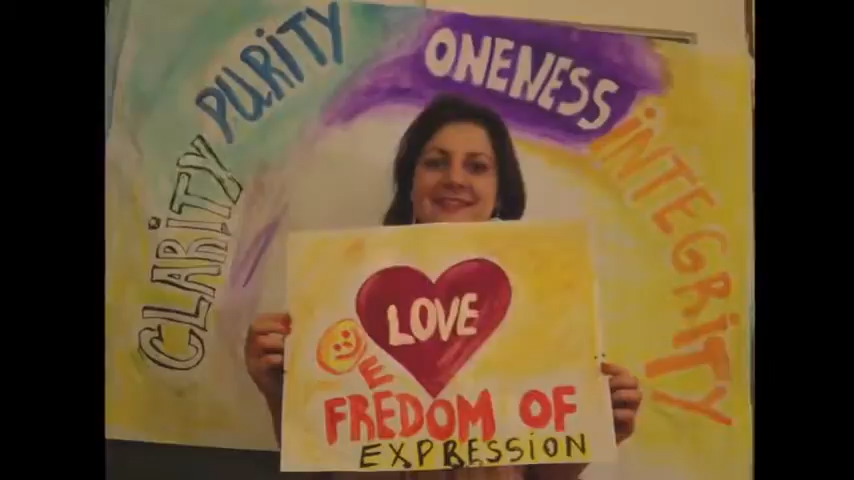 CLARITY
PURITY
ONENESS
INTEGRITY
LOVE
E
FREDOM OF
EXPRESSION